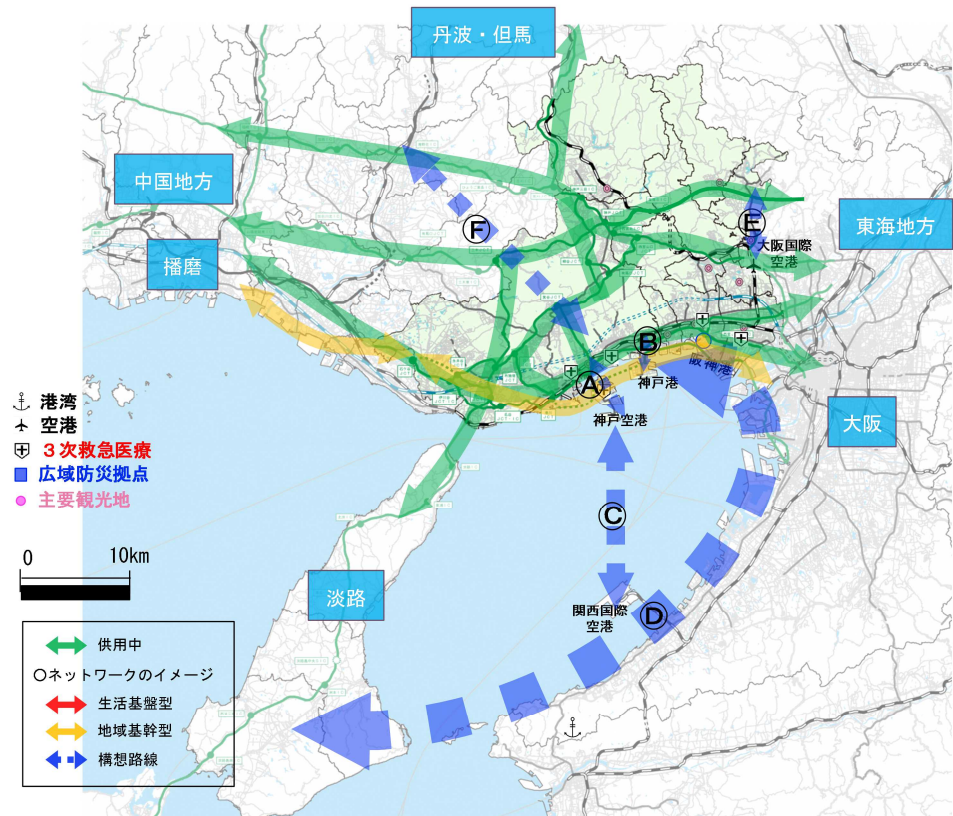 丹波・但馬
中国地方
播磨
東海地方
F
E
大阪国際
空港
B
阪神港
A
神戸港
神戸空港
大阪
港湾
空港
3次救急医療
広域防災拠点
主要観光地
C
0 10km
淡路
関西国際
空港
D
供用中
○ネットワークのイメージ
生活基盤型
地域基幹型
構想路線